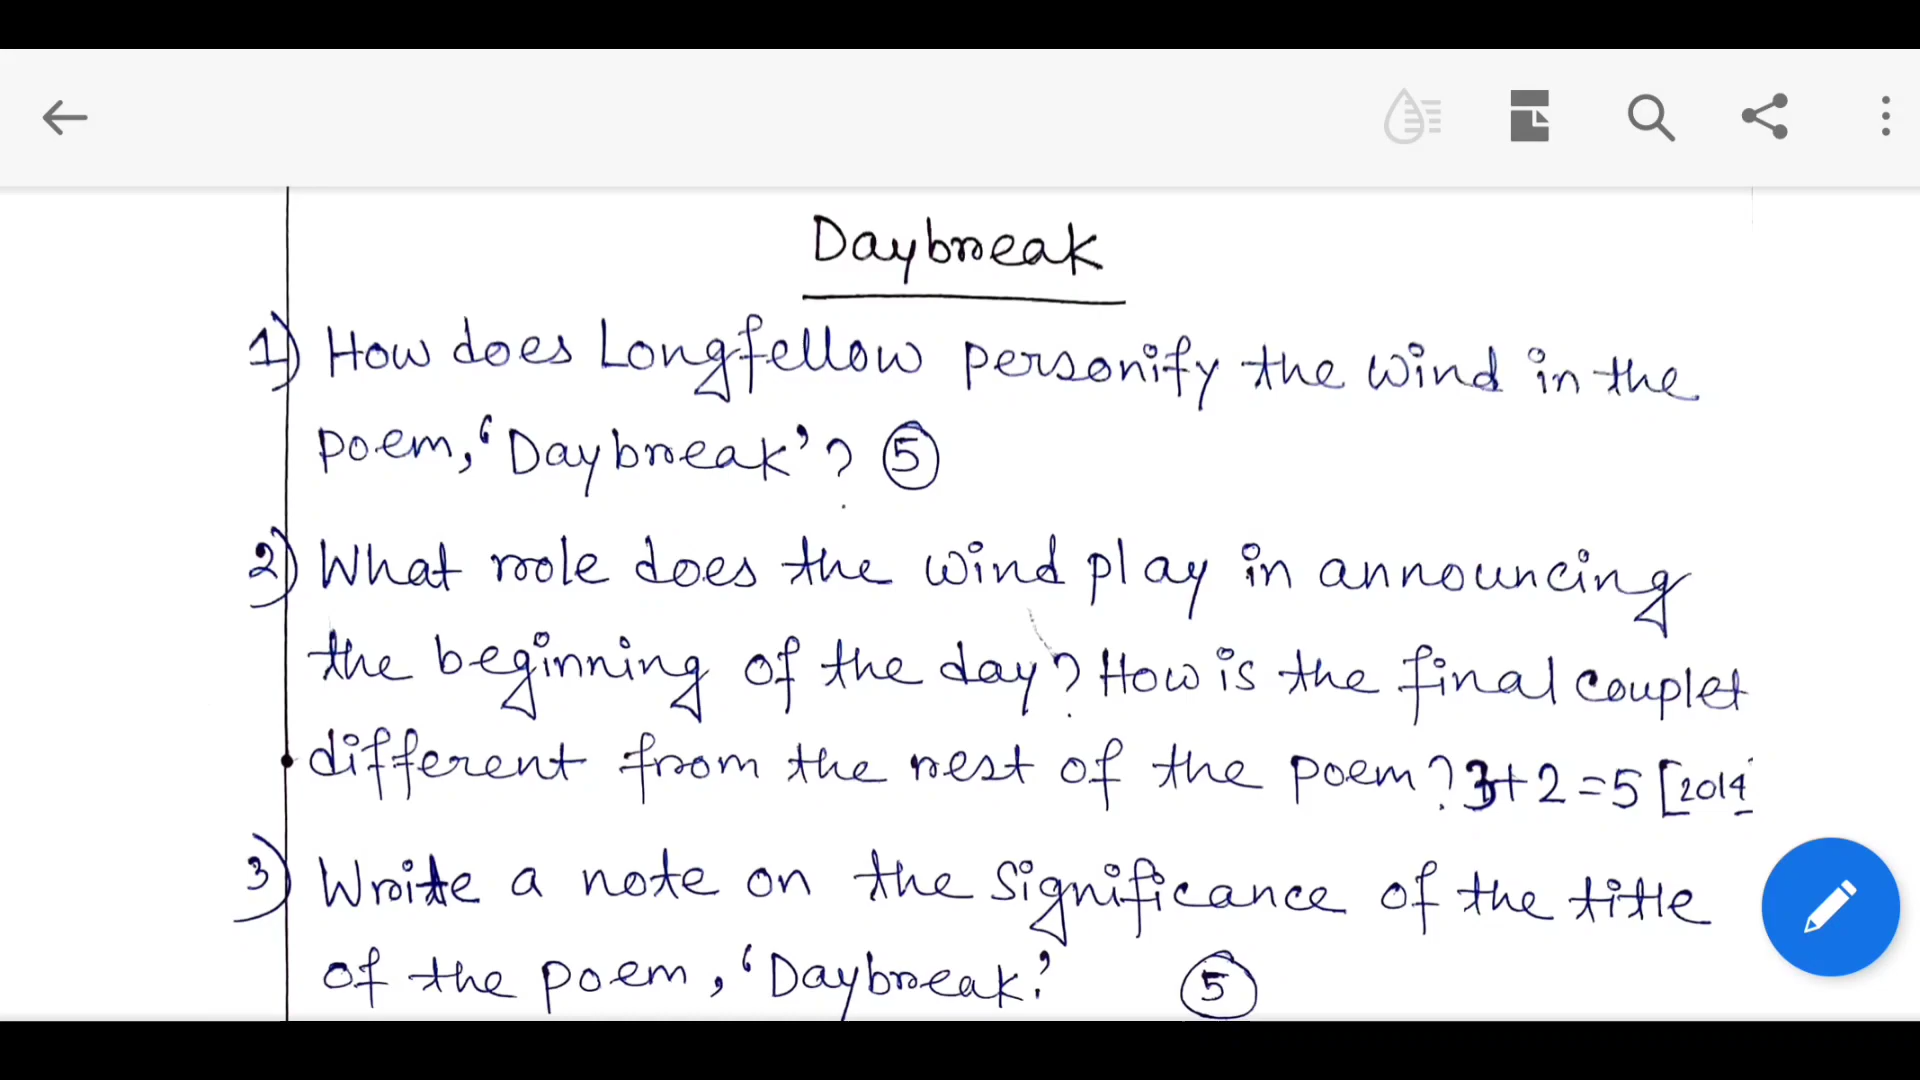 Daybreak
1) How does Longfellow personify the wind in the
poem, 'Daybreak'? 5
2) What role does the wind play in announcing
the beginning of the day? How is the final couplet
different from the rest of the poem? 3+2=5 [2014
3) Write a note on the significance of the title
of the poem, 'Daybreak.' 5